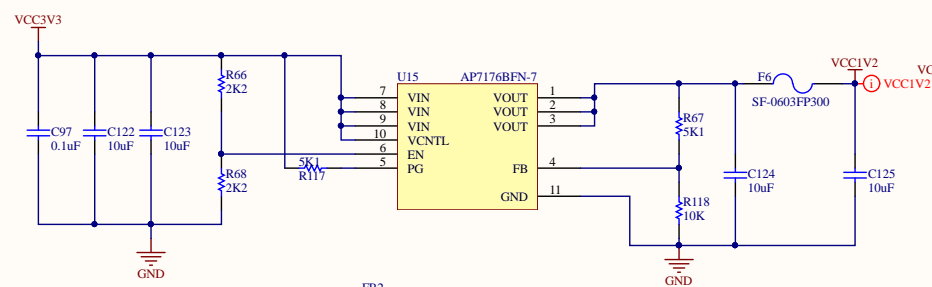 VCC3V3
C97
0.1uF
C122
10uF
C123
10uF
R66
2K2
R68
2K2
GND
5K1
R117
U15 AP7176BFN-7
7 VIN VOUT 1
8 VIN VOUT 2
9 VIN VOUT 3
10 VCNTL
6 EN
5 PG FB 4
GND 11
R67
5K1
R118
10K
GND
C124
10uF
F6
SF-0603FP300
VCC1V2
i VCC1V2
C125
10uF